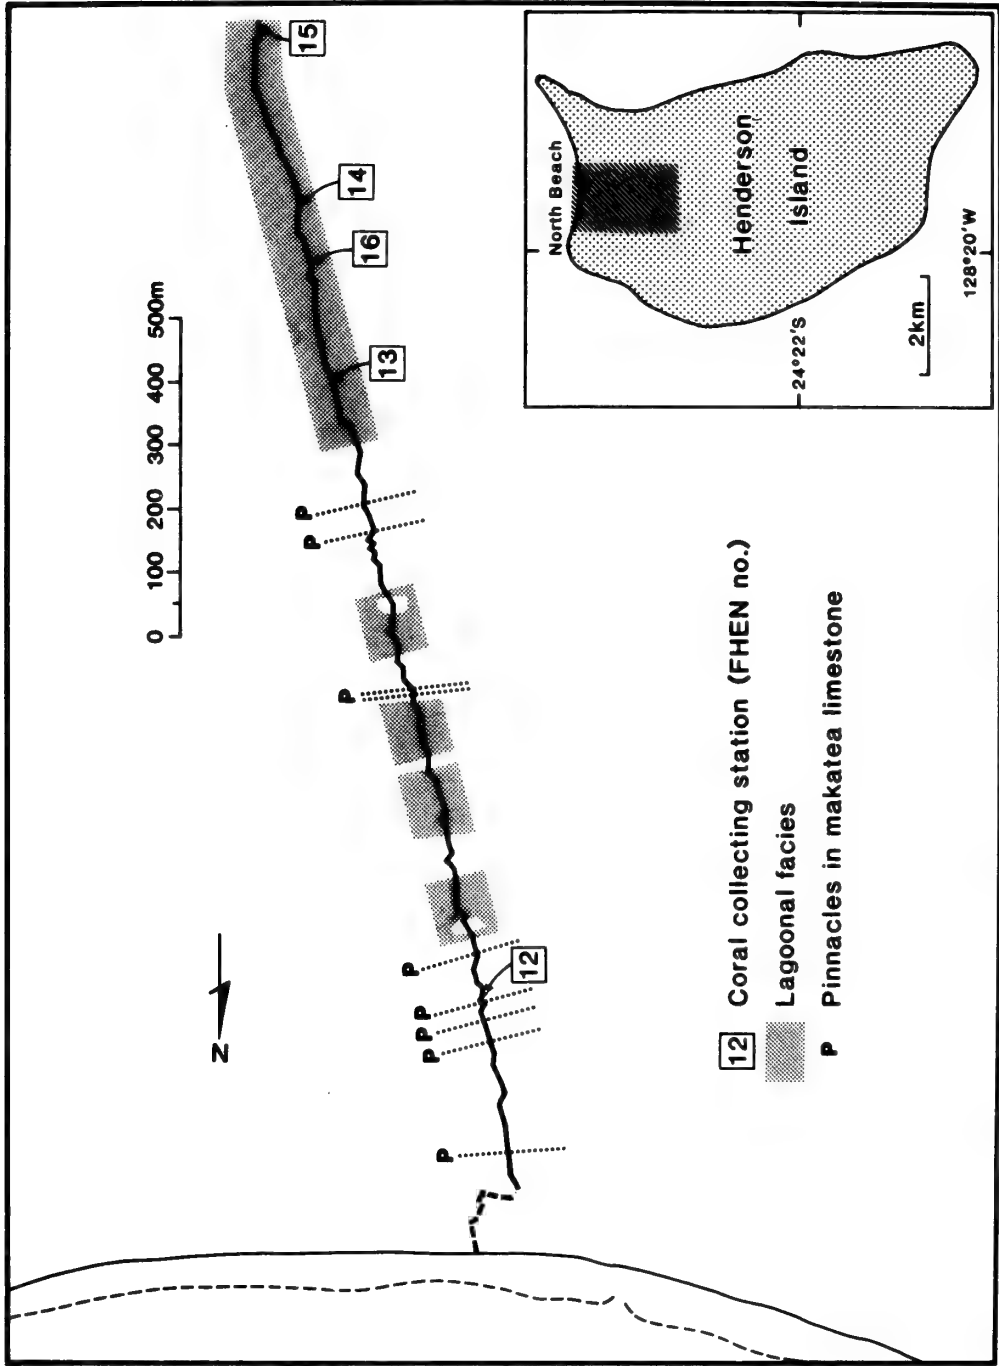 N
0 100 200 300 400 500m
P
P
P
P
P
P
P
P
12
13
16
14
15
12 Coral collecting station (FHEN no.)
Lagoonal facies
P Pinnacles in makatea limestone
North Beach
Henderson
Island
24°22'S
128°20'W
2km